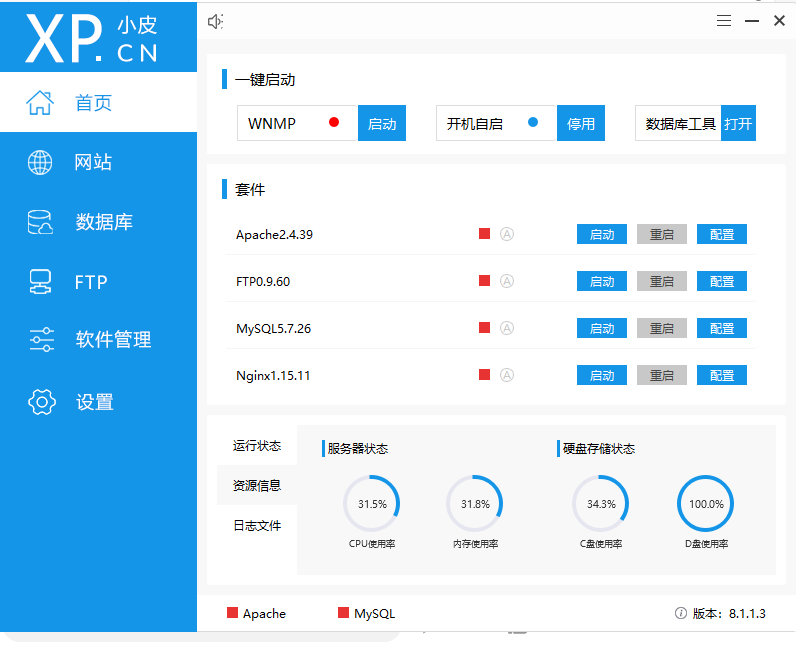 XP.CN 小皮
首页
网站
数据库
FTP
软件管理
设置
一键启动
WNMP 启动 开机自启 停用 数据库工具 打开
套件
Apache2.4.39 A 启动 重启 配置
FTP0.9.60 A 启动 重启 配置
MySQL5.7.26 A 启动 重启 配置
Nginx1.15.11 A 启动 重启 配置
运行状态
资源信息
日志文件
服务器状态 硬盘存储状态
31.5% 31.8% 34.3% 100.0%
CPU使用率 内存使用率 C盘使用率 D盘使用率
Apache MySQL 版本：8.1.1.3